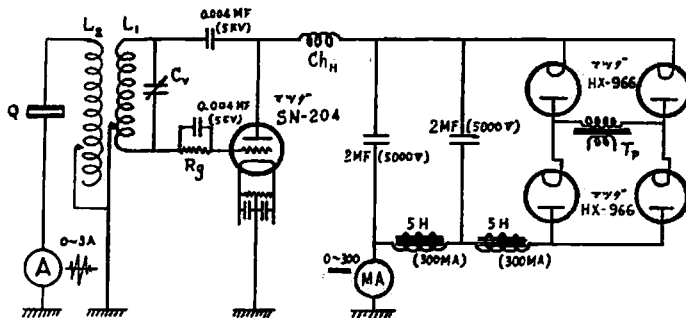 L₂
L₁
0.004MF
(5KV)
Cᵥ
0.004MF
(5KV)
Rg
マツダ
SN-204
Ch_H
Q
A
0~3A
2MF (5000V)
2MF (5000V)
マツダ
HX-966
Tp
マツダ
HX-966
5H
(300MA)
5H
(300MA)
0~300
MA